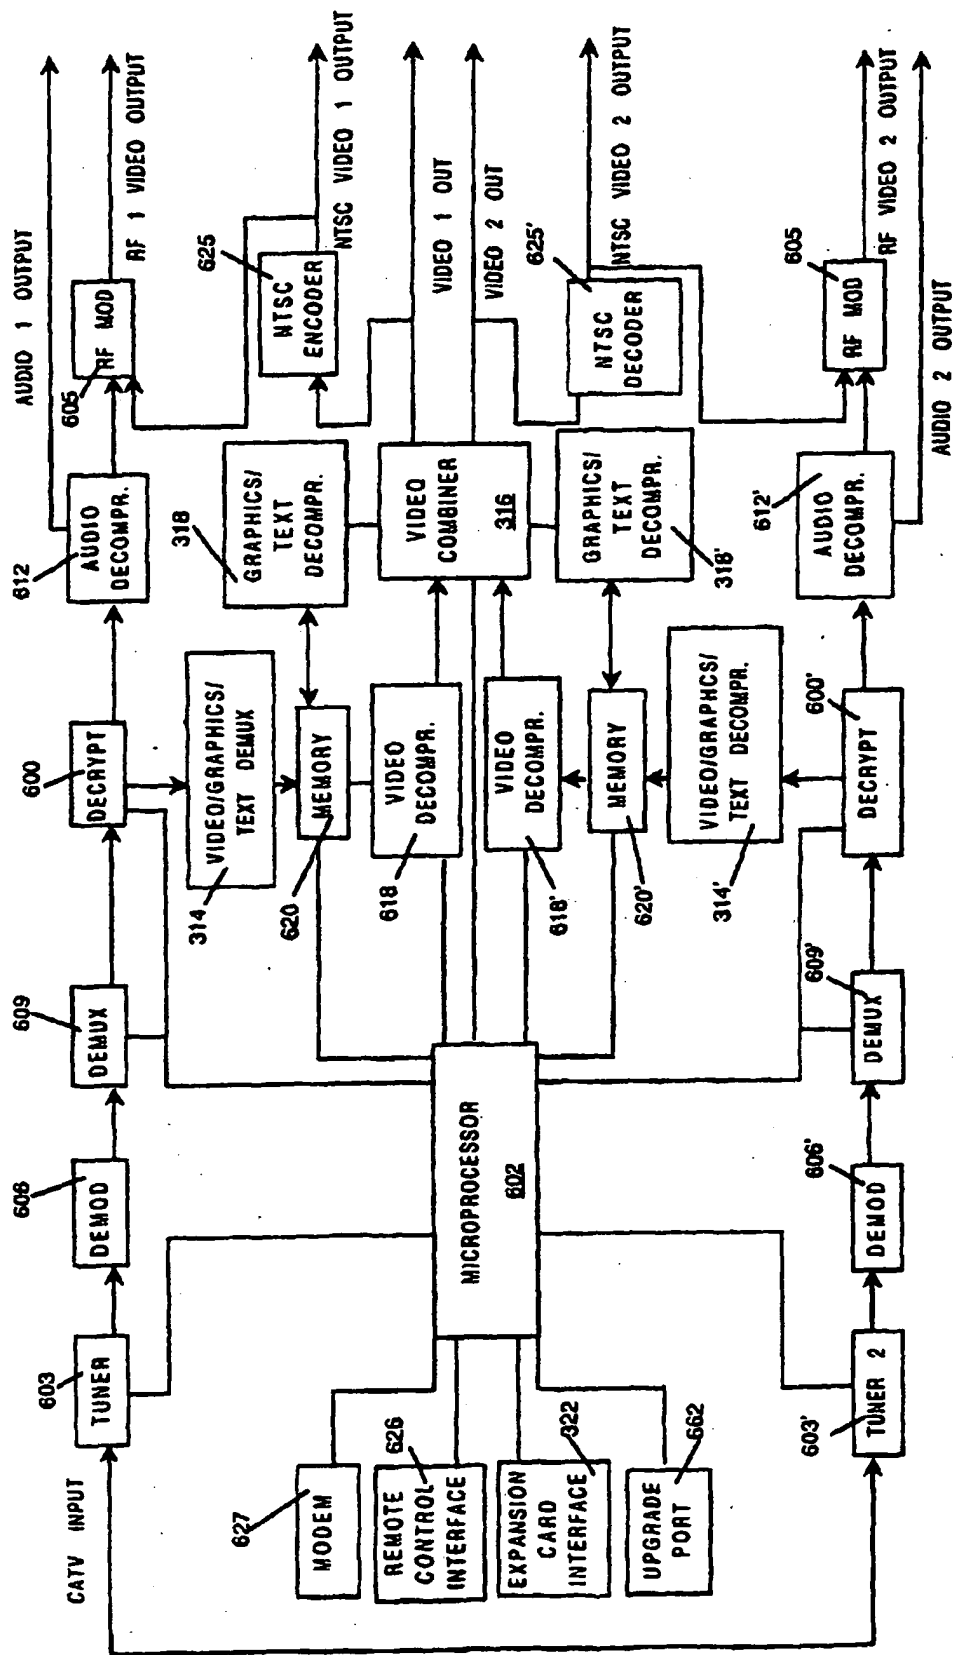 AUDIO 1 OUTPUT
RF 1 VIDEO OUTPUT
NTSC VIDEO 1 OUTPUT
VIDEO 1 OUT
VIDEO 2 OUT
NTSC VIDEO 2 OUTPUT
RF VIDEO 2 OUTPUT
AUDIO 2 OUTPUT
CATV INPUT
603
TUNER
606
DEMOD
609
DEMUX
600
DECRYPT
612
AUDIO
DECOMPR.
605
RF MOD
314
VIDEO/GRAPHICS/
TEXT DEMUX
318
GRAPHICS/
TEXT
DECOMPR.
625
NTSC
ENCODER
620
MEMORY
618
VIDEO
DECOMPR.
VIDEO
COMBINER
316
627
MODEM
626
REMOTE
CONTROL
INTERFACE
322
EXPANSION
CARD
INTERFACE
662
UPGRADE
PORT
MICROPROCESSOR
602
618'
VIDEO
DECOMPR.
620'
MEMORY
318'
GRAPHICS/
TEXT
DECOMPR.
625'
NTSC
DECODER
314'
VIDEO/GRAPHCS/
TEXT DECOMPR.
603'
TUNER 2
606'
DEMOD
609'
DEMUX
600'
DECRYPT
612'
AUDIO
DECOMPR.
605
RF MOD